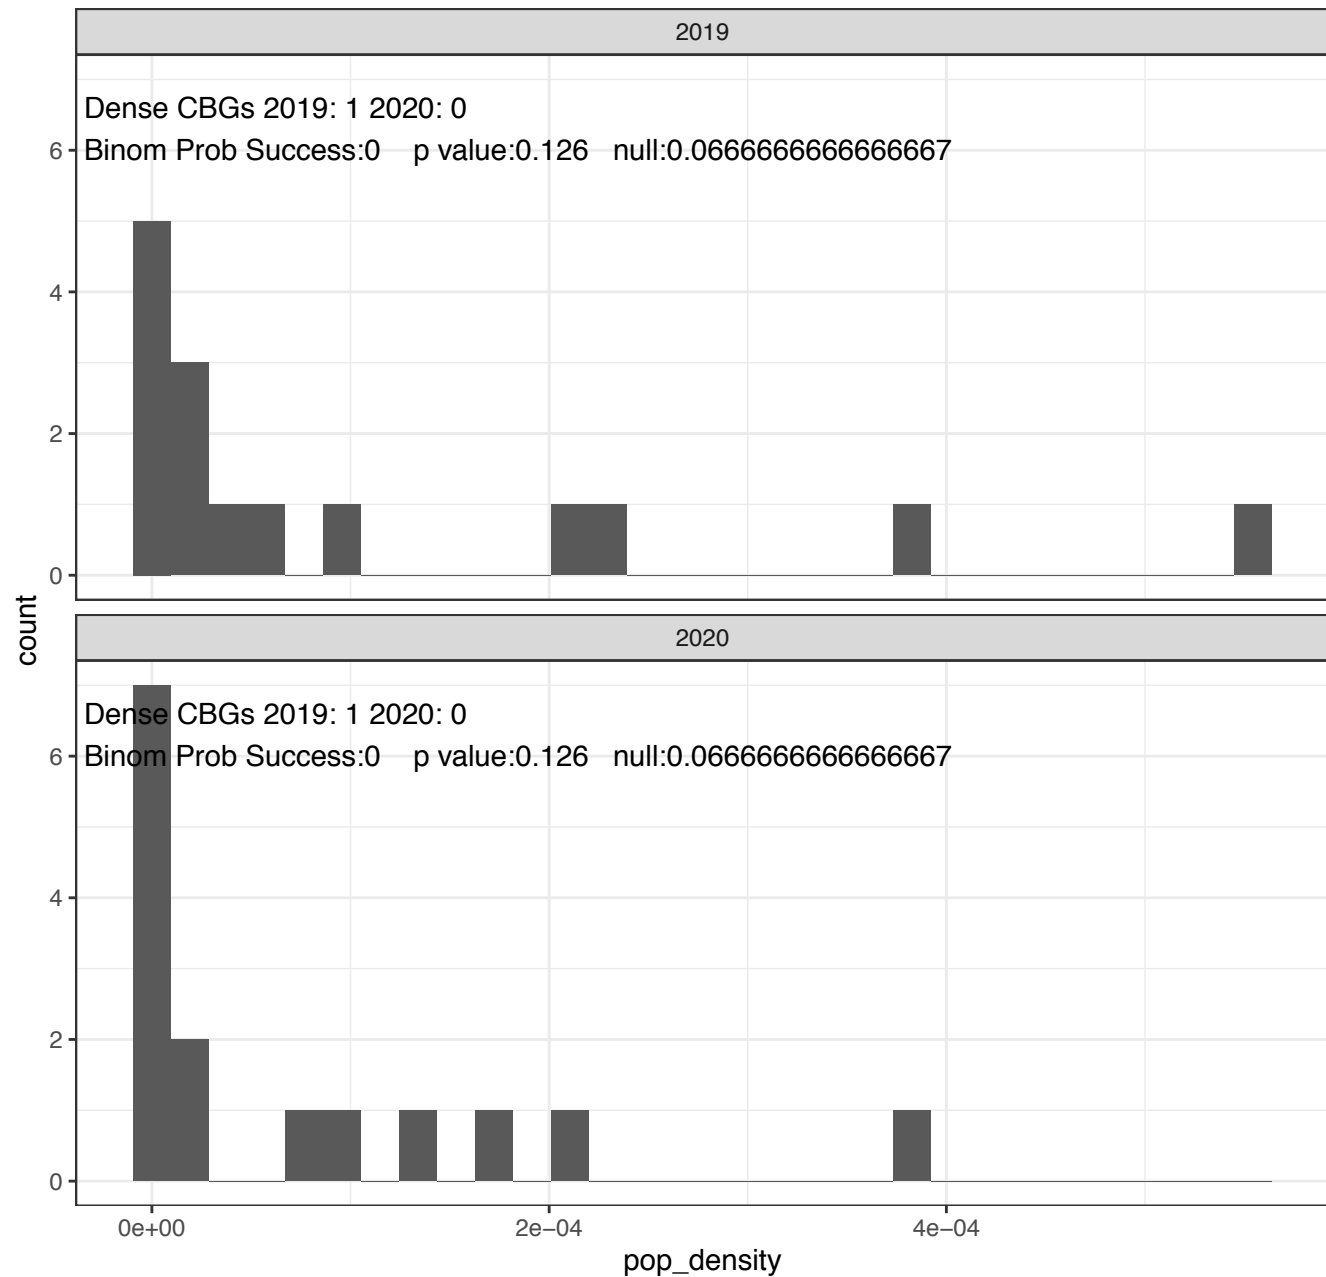 2019
Dense CBGs 2019: 1 2020: 0
Binom Prob Success:0 p value:0.126 null:0.0666666666666667
6
4
2
0
count
2020
Dense CBGs 2019: 1 2020: 0
Binom Prob Success:0 p value:0.126 null:0.0666666666666667
6
4
2
0
0e+00 2e−04 4e−04
pop_density